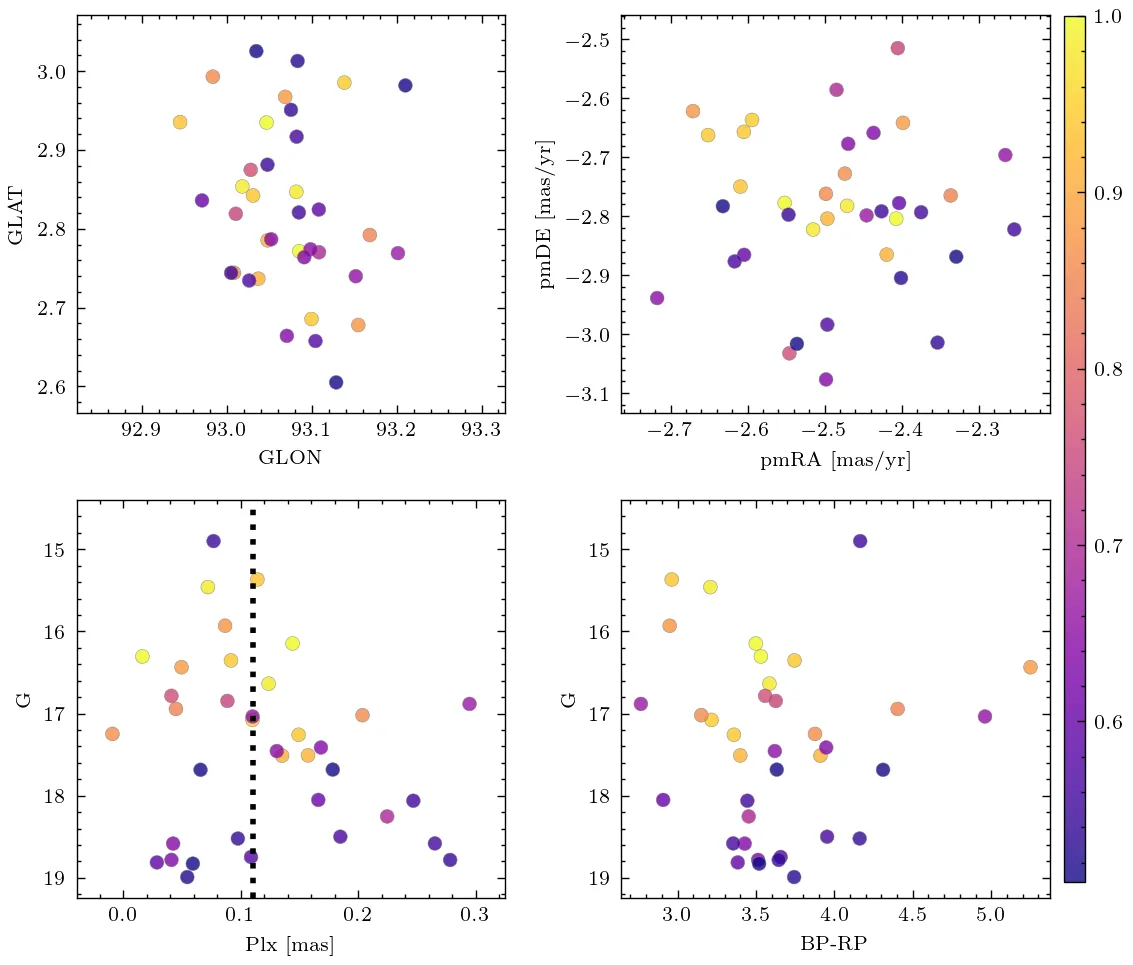 3.0
2.9
2.8
2.7
2.6
GLAT
92.9 93.0 93.1 93.2 93.3
GLON
−2.5
−2.6
−2.7
−2.8
−2.9
−3.0
−3.1
pmDE [mas/yr]
−2.7 −2.6 −2.5 −2.4 −2.3
pmRA [mas/yr]
1.0
0.9
0.8
0.7
0.6
15
16
17
18
19
G
0.0 0.1 0.2 0.3
Plx [mas]
15
16
17
18
19
G
3.0 3.5 4.0 4.5 5.0
BP-RP